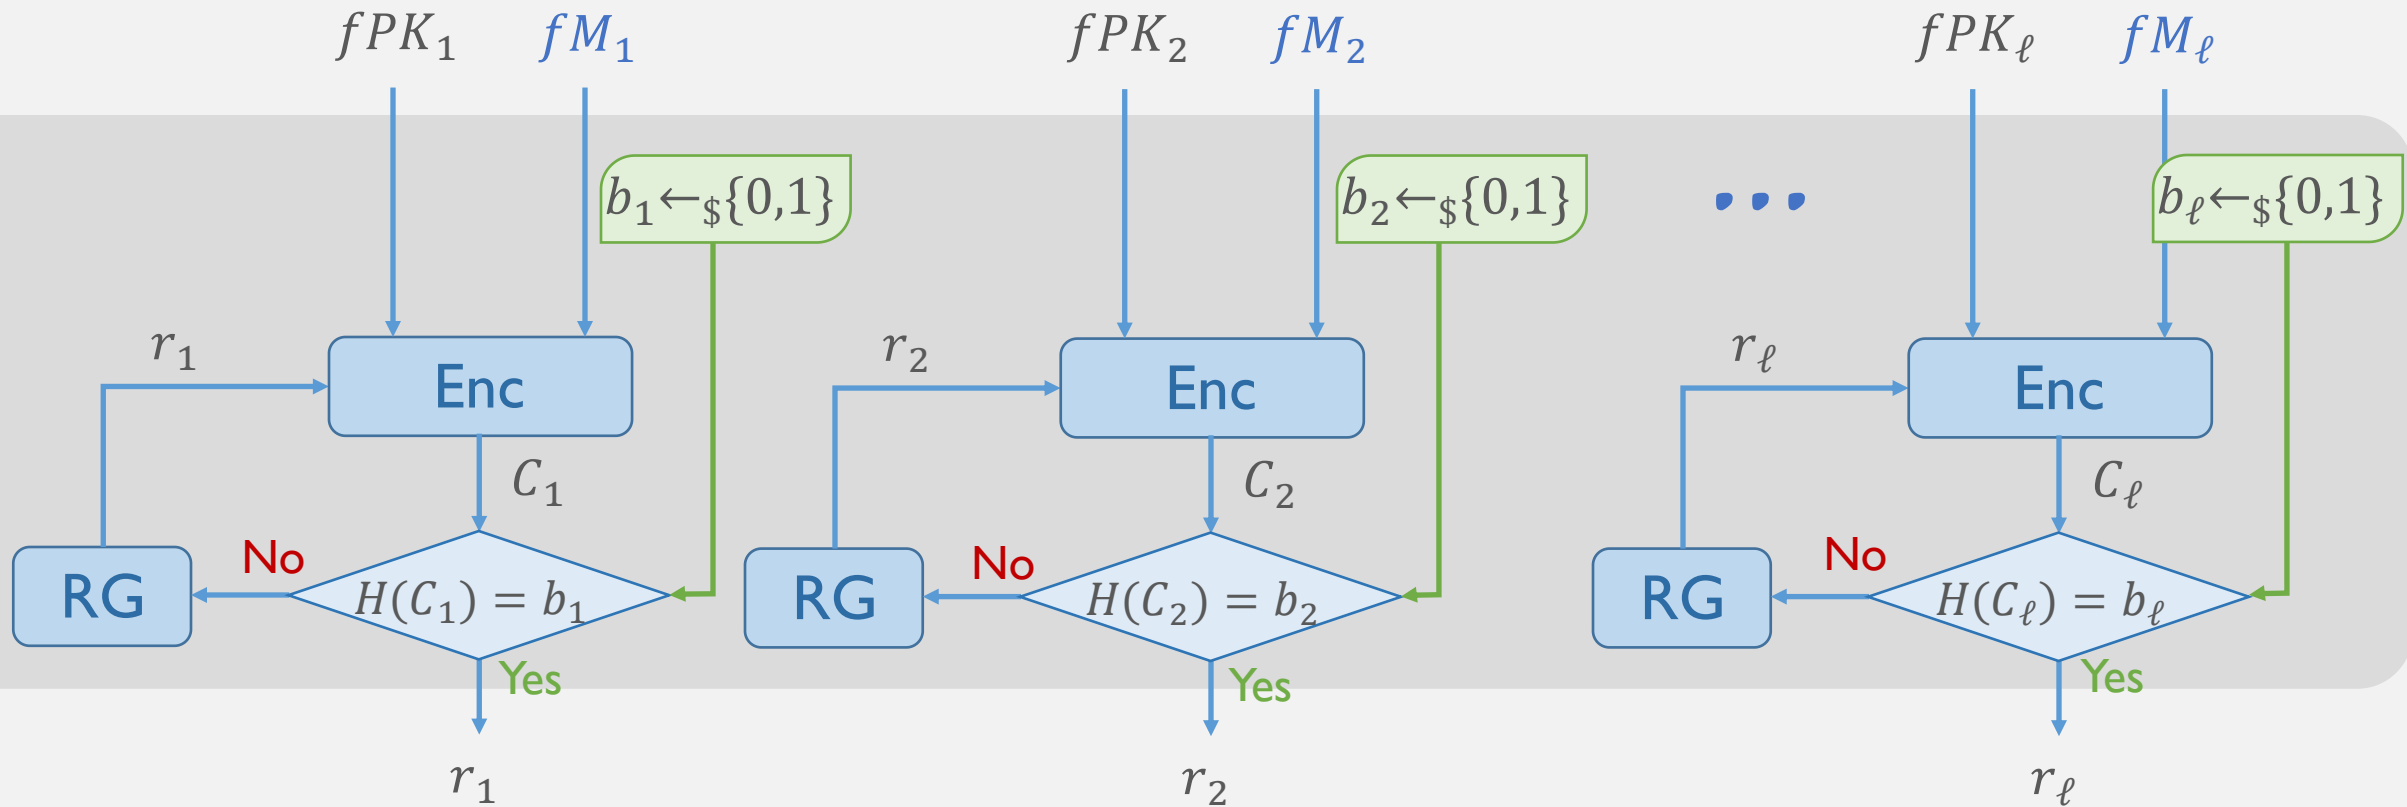 fPK₁ fM₁ fPK₂ fM₂ fPKℓ fMℓ
b₁←$​{0,1} b₂←$​{0,1} ... bℓ←$​{0,1}
r₁ Enc r₂ Enc rℓ Enc
C₁ C₂ Cℓ
RG No H(C₁) = b₁ RG No H(C₂) = b₂ RG No H(Cℓ) = bℓ
Yes Yes Yes
r₁ r₂ rℓ